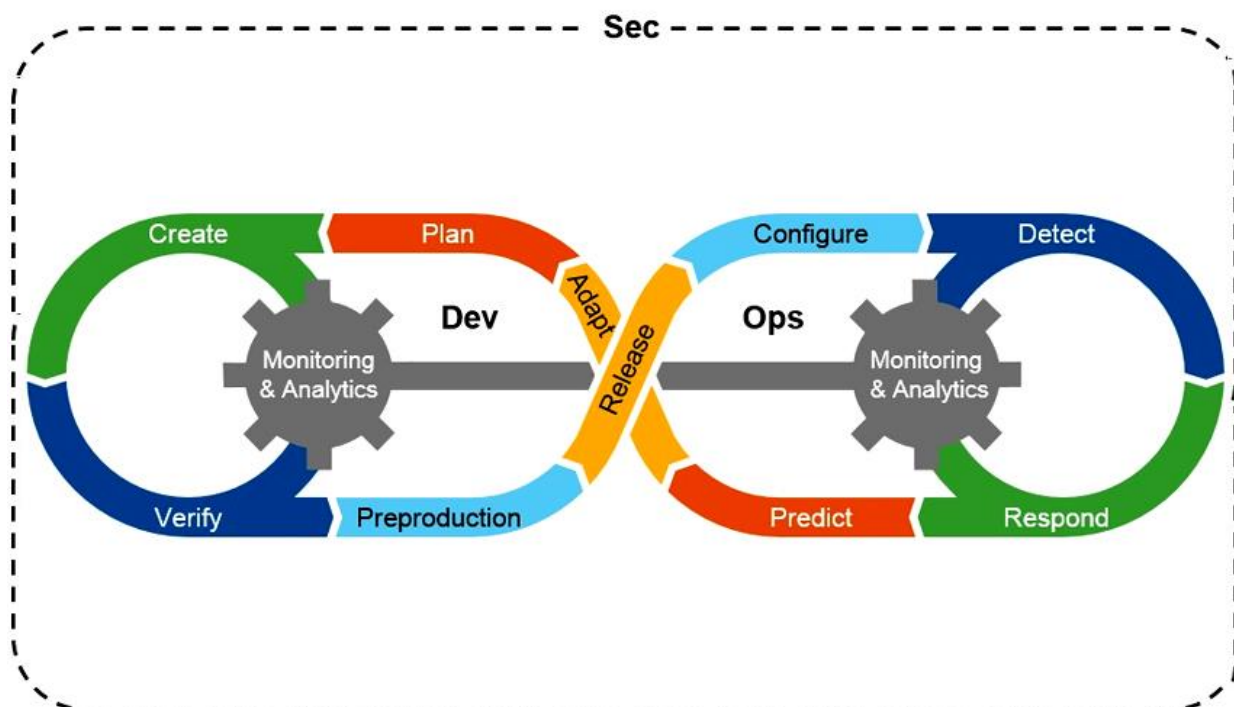 Sec
Create
Plan
Configure
Detect
Adapt
Dev
Ops
Release
Monitoring
& Analytics
Monitoring
& Analytics
Verify
Preproduction
Predict
Respond